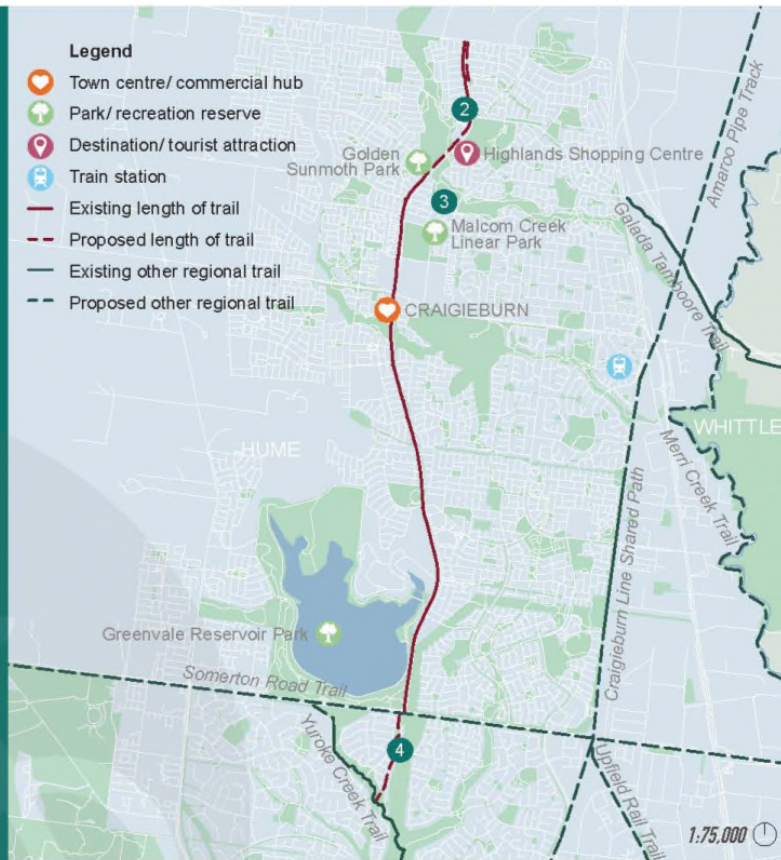 Legend
Town centre/ commercial hub
Park/ recreation reserve
Destination/ tourist attraction
Train station
Existing length of trail
Proposed length of trail
Existing other regional trail
Proposed other regional trail
2
Golden
Sunmoth Park
Highlands Shopping Centre
3
Malcom Creek
Linear Park
Amaroo Pipe Track
Galada Tamboore Trail
CRAIGIEBURN
WHITTLE
HUME
Merri Creek Trail
Craigieburn Line Shared Path
Greenvale Reservoir Park
Somerton Road Trail
Yuroke Creek Trail
4
Upfield Rail Trail
1:75,000